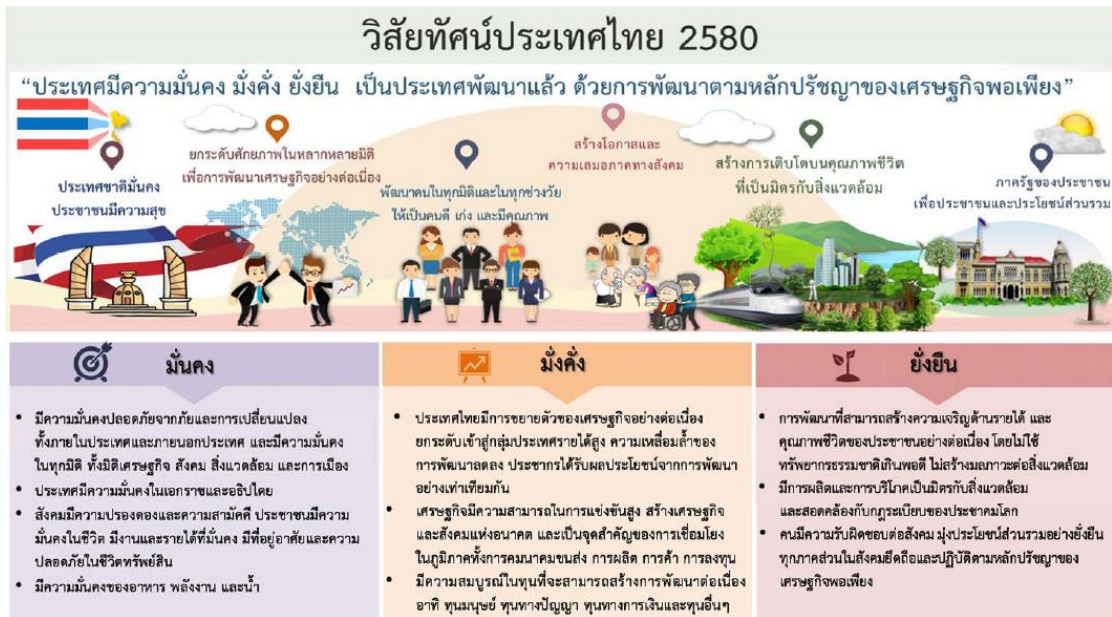 วิสัยทัศน์ประเทศไทย 2580
“ประเทศมีความมั่นคง มั่งคั่ง ยั่งยืน เป็นประเทศพัฒนาแล้ว ด้วยการพัฒนาตามหลักปรัชญาของเศรษฐกิจพอเพียง”
ประเทศชาติมั่นคง
ประชาชนมีความสุข
ยกระดับศักยภาพในหลากหลายมิติ
เพื่อการพัฒนาเศรษฐกิจอย่างต่อเนื่อง
พัฒนาคนในทุกมิติและในทุกช่วงวัย
ให้เป็นคนดี เก่ง และมีคุณภาพ
สร้างโอกาสและ
ความเสมอภาคทางสังคม
สร้างการเติบโตบนคุณภาพชีวิต
ที่เป็นมิตรกับสิ่งแวดล้อม
ภาครัฐของประชาชน
เพื่อประชาชนและประโยชน์ส่วนรวม
มั่นคง
• มีความมั่นคงปลอดภัยจากภัยและการเปลี่ยนแปลง
ทั้งภายในประเทศและภายนอกประเทศ และมีความมั่นคง
ในทุกมิติ ทั้งมิติเศรษฐกิจ สังคม สิ่งแวดล้อม และการเมือง
• ประเทศมีความมั่นคงในเอกราชและอธิปไตย
• สังคมมีความปรองดองและความสามัคคี ประชาชนมีความ
มั่นคงในชีวิต มีงานและรายได้ที่มั่นคง มีที่อยู่อาศัยและความ
ปลอดภัยในชีวิตทรัพย์สิน
• มีความมั่นคงของอาหาร พลังงาน และน้ำ
มั่งคั่ง
• ประเทศไทยมีการขยายตัวของเศรษฐกิจอย่างต่อเนื่อง
ยกระดับเข้าสู่กลุ่มประเทศรายได้สูง ความเหลื่อมล้ำของ
การพัฒนาลดลง ประชากรได้รับผลประโยชน์จากการพัฒนา
อย่างเท่าเทียมกัน
• เศรษฐกิจมีความสามารถในการแข่งขันสูง สร้างเศรษฐกิจ
และสังคมแห่งอนาคต และเป็นจุดสำคัญของการเชื่อมโยง
ในภูมิภาคทั้งการคมนาคมขนส่ง การผลิต การค้า การลงทุน
• มีความสมบูรณ์ในทุนที่จะสามารถสร้างการพัฒนาต่อเนื่อง
อาทิ ทุนมนุษย์ ทุนทางปัญญา ทุนทางการเงินและทุนอื่นๆ
ยั่งยืน
• การพัฒนาที่สามารถสร้างความเจริญด้านรายได้ และ
คุณภาพชีวิตของประชาชนอย่างต่อเนื่อง โดยไม่ใช้
ทรัพยากรธรรมชาติเกินพอดี ไม่สร้างมลภาวะต่อสิ่งแวดล้อม
• มีการผลิตและการบริโภคเป็นมิตรกับสิ่งแวดล้อม
และสอดคล้องกับกฎระเบียบของประชาคมโลก
• คนมีความรับผิดชอบต่อสังคม มุ่งประโยชน์ส่วนรวมอย่างยั่งยืน
ทุกภาคส่วนในสังคมยึดถือและปฏิบัติตามหลักปรัชญาของ
เศรษฐกิจพอเพียง